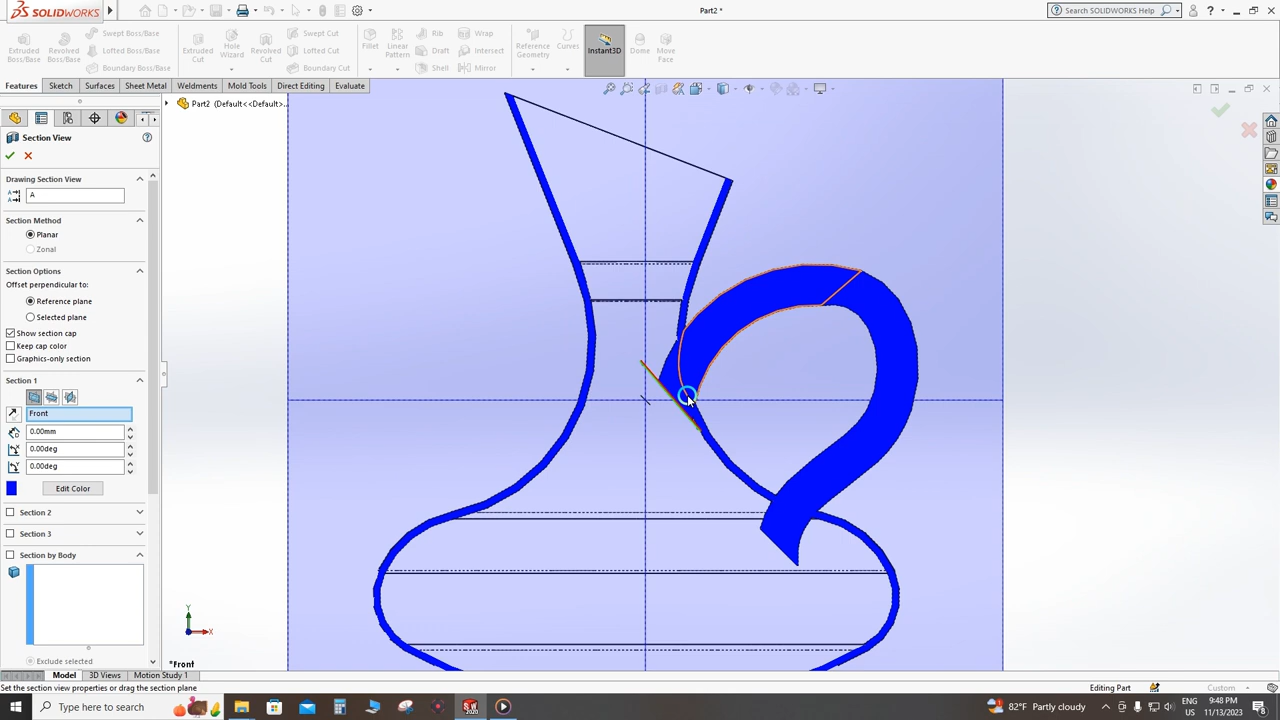 SOLIDWORKS
Part2 *
Search SOLIDWORKS Help
Extruded Boss/Base
Revolved Boss/Base
Swept Boss/Base
Lofted Boss/Base
Boundary Boss/Base
Extruded Cut
Hole Wizard
Revolved Cut
Swept Cut
Lofted Cut
Boundary Cut
Fillet
Linear Pattern
Rib
Draft
Shell
Wrap
Intersect
Mirror
Reference Geometry
Curves
Instant3D
Dome
Move Face
Features
Sketch
Surfaces
Sheet Metal
Weldments
Mold Tools
Direct Editing
Evaluate
Part2 (Default<<Default>...
Section View
Drawing Section View
A
Section Method
Planar
Zonal
Section Options
Offset perpendicular to:
Reference plane
Selected plane
Show section cap
Keep cap color
Graphics-only section
Section 1
Front
0.00mm
0.00deg
0.00deg
Edit Color
Section 2
Section 3
Section by Body
Exclude selected
Y
X
*Front
Model
3D Views
Motion Study 1
Set the section view properties or drag the section plane
Editing Part
Custom
Type here to search
82°F Partly cloudy
ENG
9:48 PM
11/13/2023